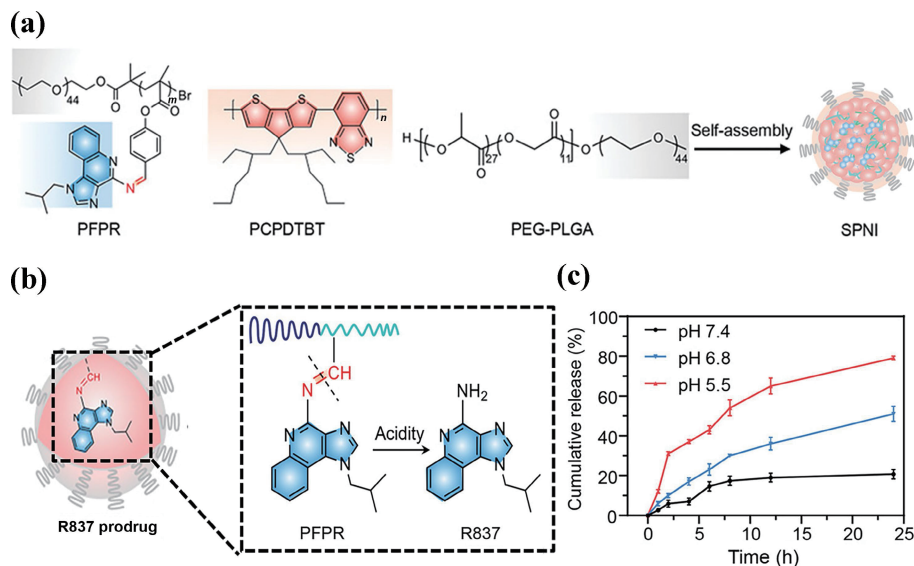 (a)
O
44
O
O
O
m
Br
O
O
N
N
N
N
PFPR
S
S
n
N
N
S
PCPDTBT
H
O
O
27
O
O
11
O
O
44
PEG-PLGA
Self-assembly
SPNI
(b)
N=CH
N
N
N
R837 prodrug
N
CH
N
N
N
PFPR
Acidity
NH2
N
N
N
R837
(c)
pH 7.4
pH 6.8
pH 5.5
Cumulative release (%)
100
80
60
40
20
0
0 5 10 15 20 25
Time (h)